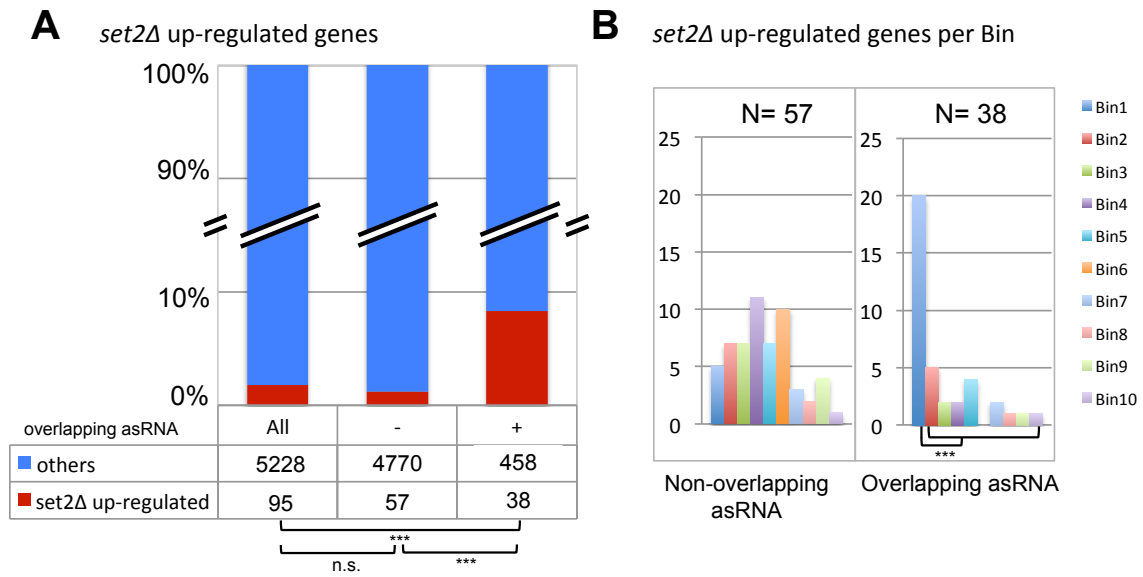 A set2Δ up-regulated genes
100%
90%
10%
0%
overlapping asRNA All - +
others 5228 4770 458
set2Δ up-regulated 95 57 38
***
n.s. ***
B set2Δ up-regulated genes per Bin
N= 57
25
20
15
10
5
0
Non-overlapping
asRNA
N= 38
25
20
15
10
5
0
***
Overlapping asRNA
Bin1
Bin2
Bin3
Bin4
Bin5
Bin6
Bin7
Bin8
Bin9
Bin10